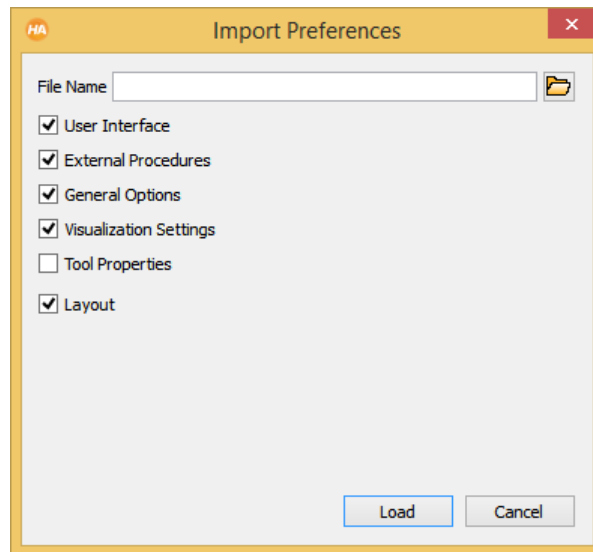 HA
Import Preferences
File Name
User Interface
External Procedures
General Options
Visualization Settings
Tool Properties
Layout
Load Cancel